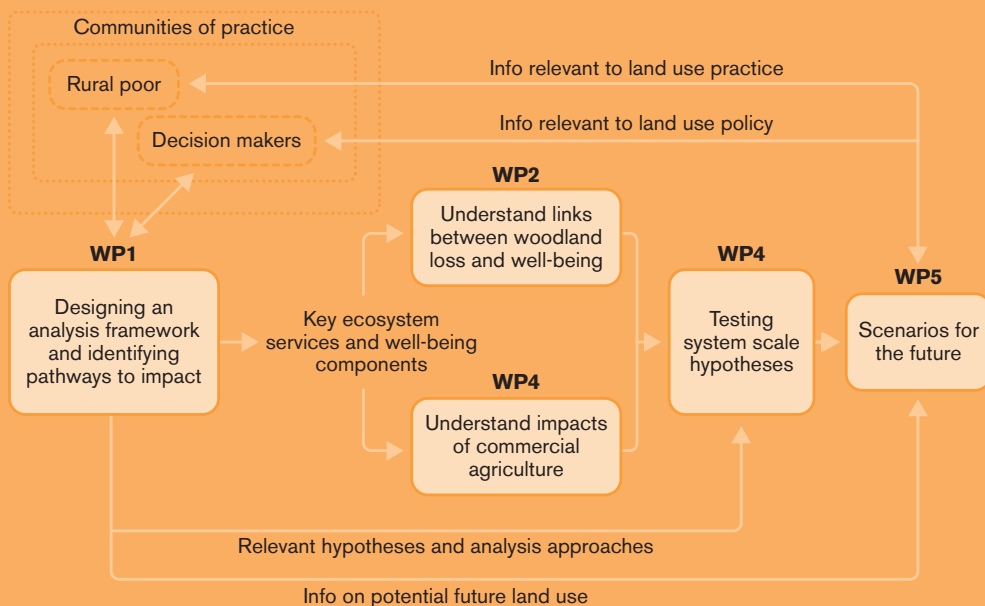 Communities of practice
Rural poor
Decision makers
Info relevant to land use practice
Info relevant to land use policy
WP1
Designing an
analysis framework
and identifying
pathways to impact
Key ecosystem
services and well-being
components
WP2
Understand links
between woodland
loss and well-being
WP4
Understand impacts
of commercial
agriculture
WP4
Testing
system scale
hypotheses
WP5
Scenarios for
the future
Relevant hypotheses and analysis approaches
Info on potential future land use